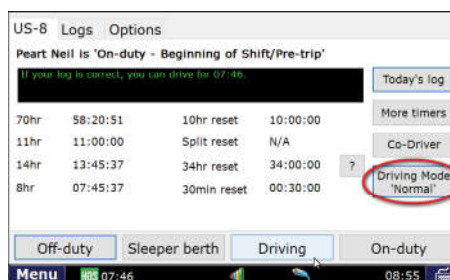 US-8 Logs Options
Peart Neil is 'On-duty - Beginning of Shift/Pre-trip'
If your log is correct, you can drive for 07:46.
Today's log
70hr 58:20:51 10hr reset 10:00:00
More timers
11hr 11:00:00 Split reset N/A
Co-Driver
14hr 13:45:37 34hr reset 34:00:00 ?
Driving Mode
'Normal'
8hr 07:45:37 30min reset 00:30:00
Off-duty Sleeper berth Driving On-duty
Menu HOS 07:46 08:55